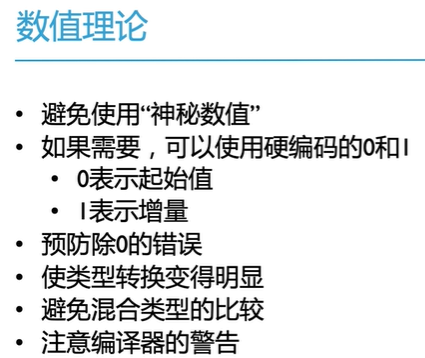 数值理论
• 避免使用“神秘数值”
• 如果需要，可以使用硬编码的0和1
• 0表示起始值
• 1表示增量
• 预防除0的错误
• 使类型转换变得明显
• 避免混合类型的比较
• 注意编译器的警告